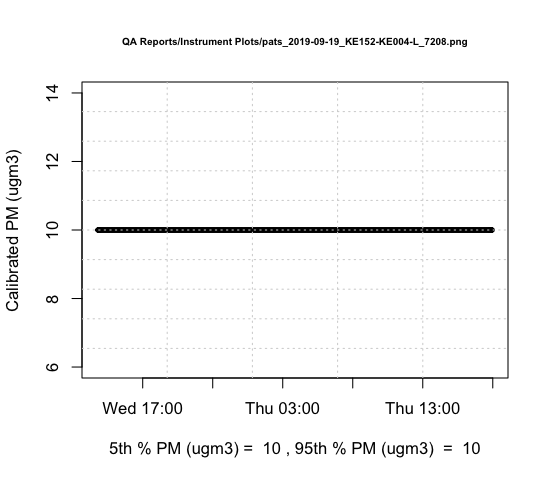 QA Reports/Instrument Plots/pats_2019-09-19_KE152-KE004-L_7208.png
Calibrated PM (ugm3)
14
12
10
8
6
Wed 17:00 Thu 03:00 Thu 13:00
5th % PM (ugm3) = 10 , 95th % PM (ugm3) = 10